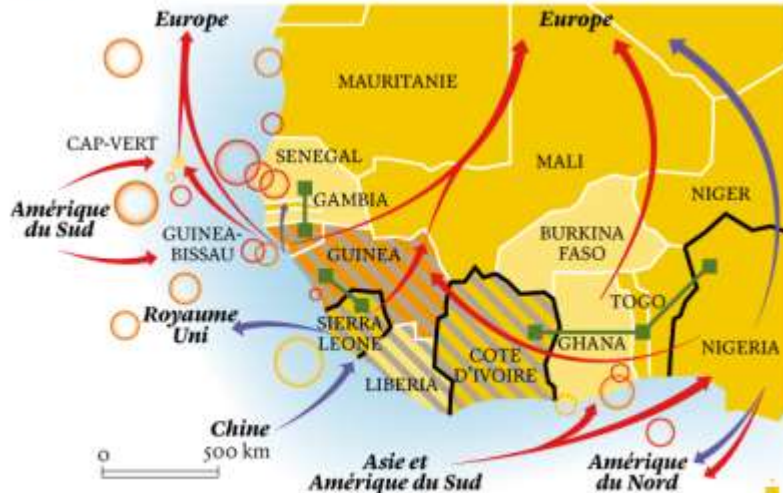 Europe
Europe
MAURITANIE
CAP-VERT
SENEGAL
MALI
GAMBIA
NIGER
Amérique
du Sud
GUINEA-
BISSAU
GUINEA
BURKINA
FASO
TOGO
Royaume
Uni
SIERRA
LEONE
GHANA
NIGERIA
COTE
D'IVOIRE
LIBERIA
Chine
0
500 km
Asie et
Amérique du Sud
Amérique
du Nord